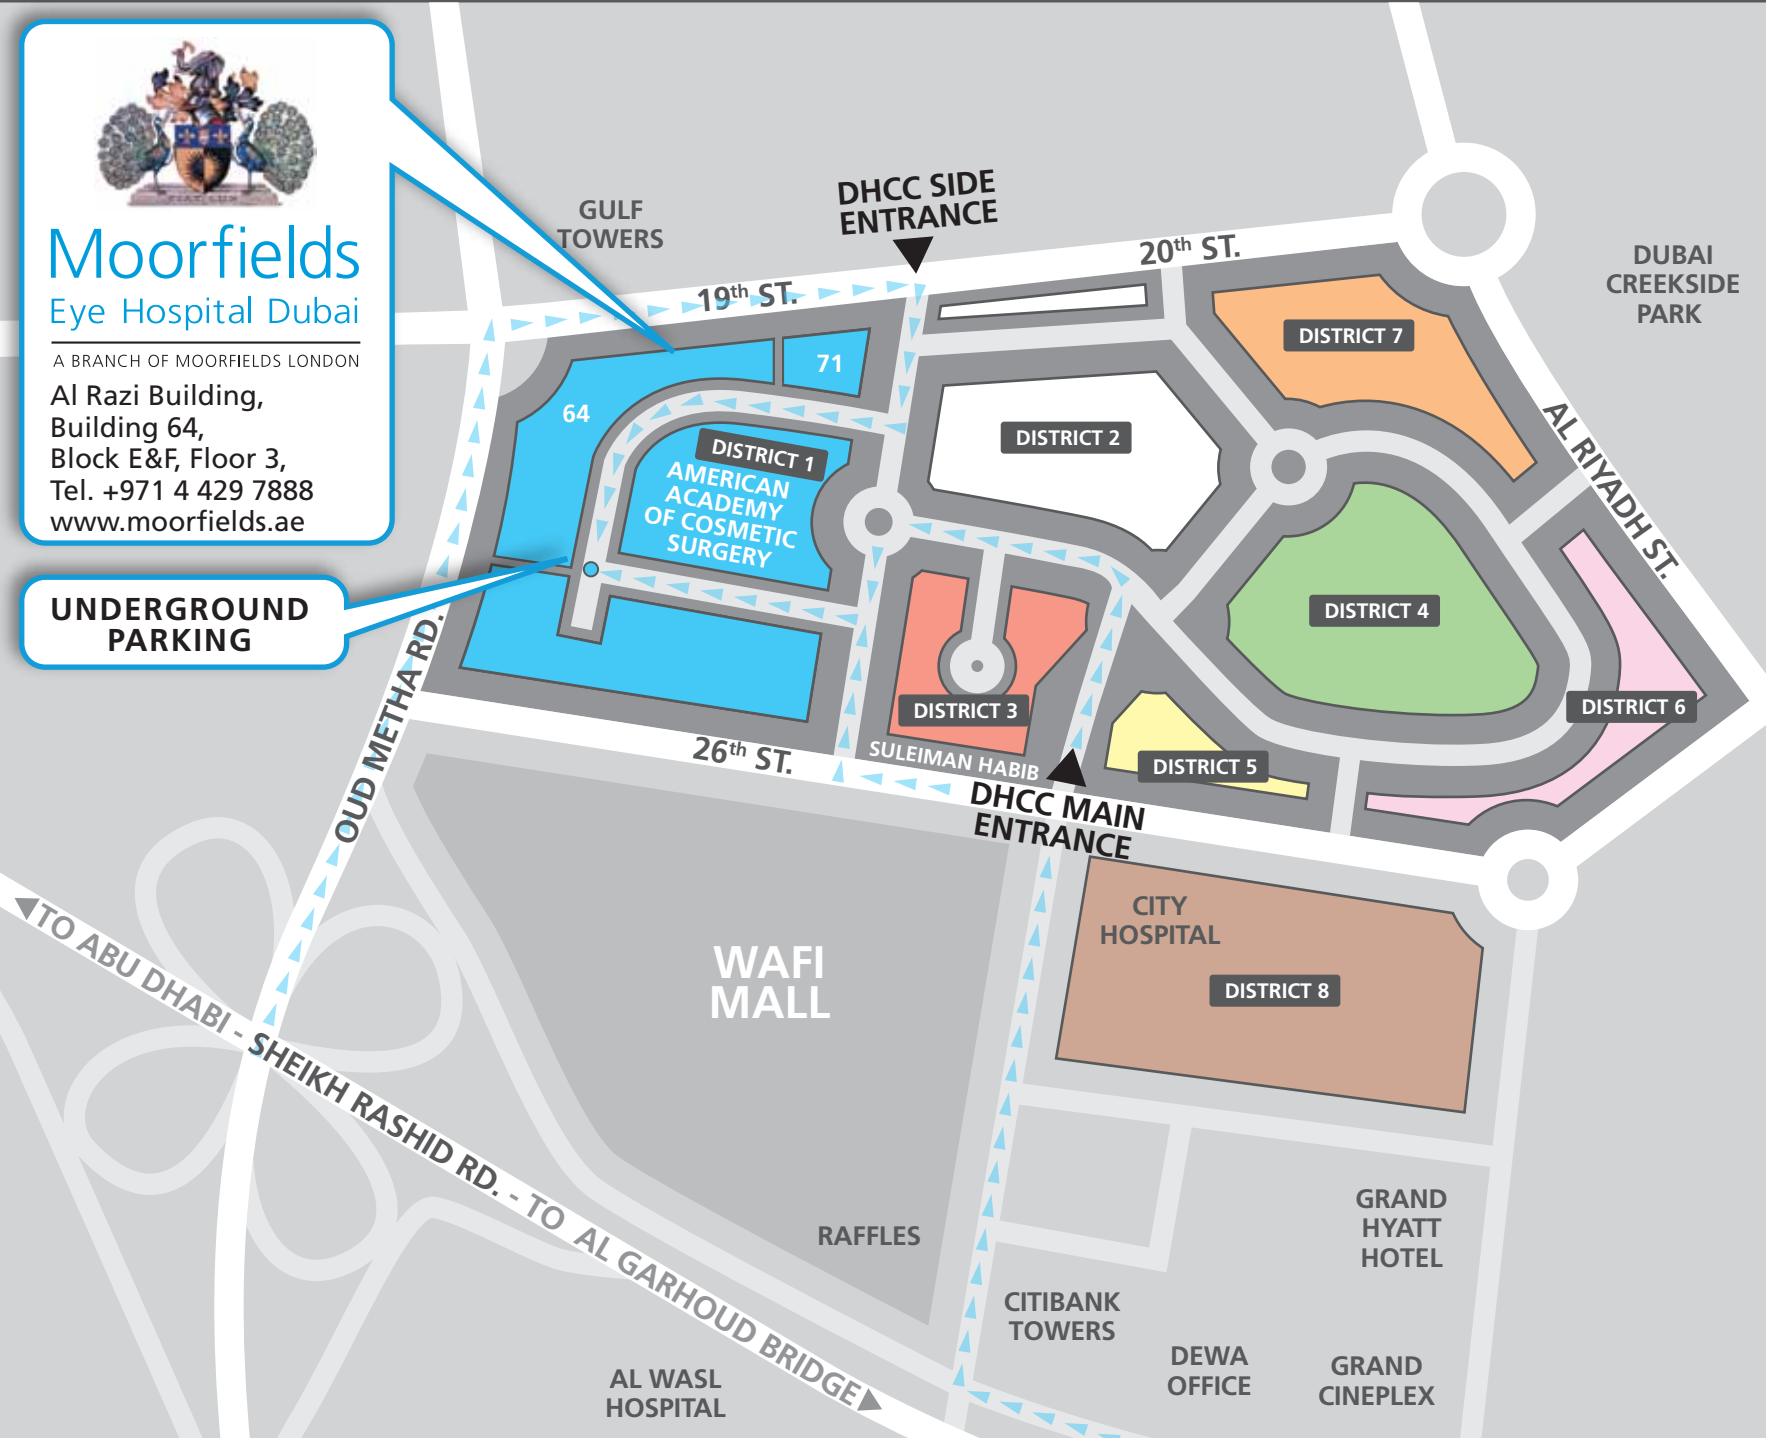 Moorfields
Eye Hospital Dubai
A BRANCH OF MOORFIELDS LONDON
Al Razi Building,
Building 64,
Block E&F, Floor 3,
Tel. +971 4 429 7888
www.moorfields.ae
UNDERGROUND
PARKING
GULF
TOWERS
DHCC SIDE
ENTRANCE
19th ST.
20th ST.
DUBAI
CREEKSIDE
PARK
DISTRICT 7
71
64
DISTRICT 1
AMERICAN
ACADEMY
OF COSMETIC
SURGERY
DISTRICT 2
AL RIYADH ST.
DISTRICT 4
DISTRICT 3
DISTRICT 6
DISTRICT 5
SULEIMAN HABIB
26th ST.
OUD METHA RD.
DHCC MAIN
ENTRANCE
CITY
HOSPITAL
DISTRICT 8
WAFI
MALL
TO ABU DHABI - SHEIKH RASHID RD. - TO AL GARHOUD BRIDGE
RAFFLES
GRAND
HYATT
HOTEL
CITIBANK
TOWERS
DEWA
OFFICE
GRAND
CINEPLEX
AL WASL
HOSPITAL